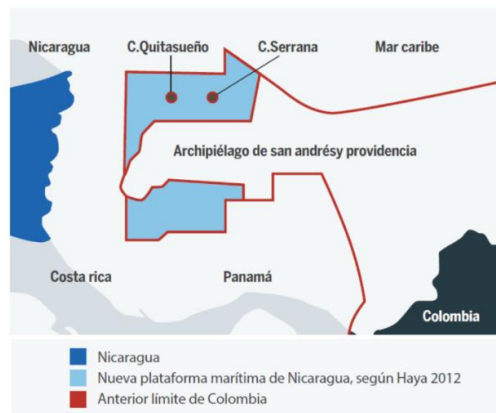 Nicaragua
C.Quitasueño
C.Serrana
Mar caribe
Archipiélago de san andrésy providencia
Costa rica
Panamá
Colombia
Nicaragua
Nueva plataforma marítima de Nicaragua, según Haya 2012
Anterior límite de Colombia